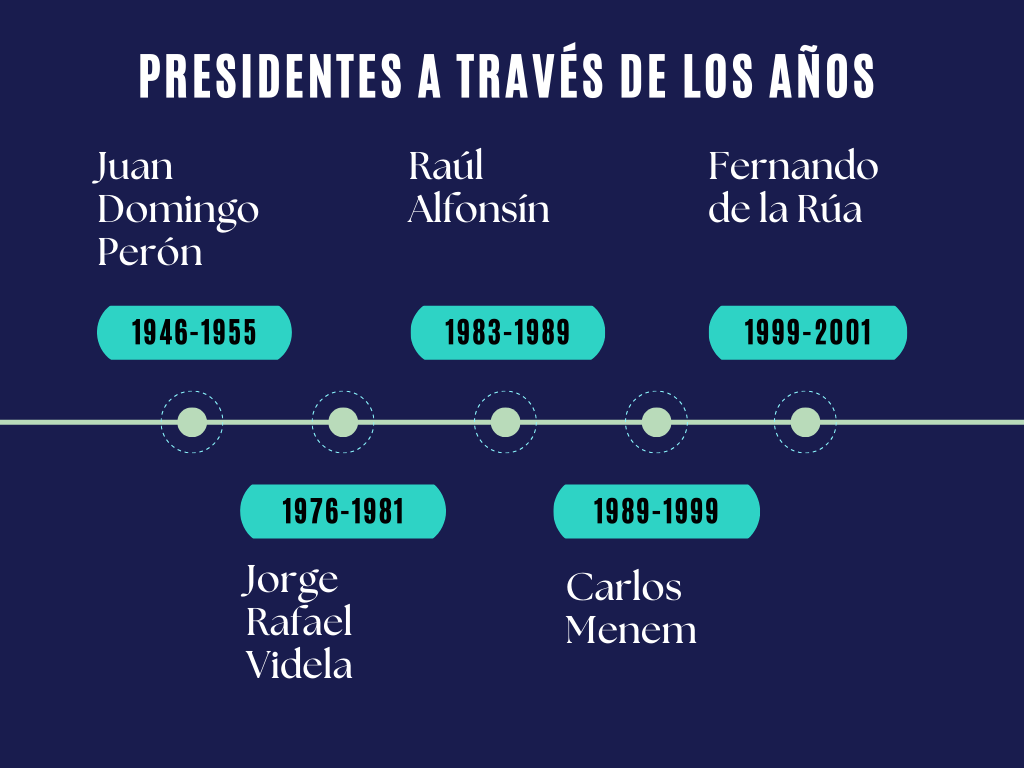 PRESIDENTES A TRAVÉS DE LOS AÑOS
Juan
Domingo
Perón
1946-1955
Jorge
Rafael
Videla
1976-1981
Raúl
Alfonsín
1983-1989
Carlos
Menem
1989-1999
Fernando
de la Rúa
1999-2001